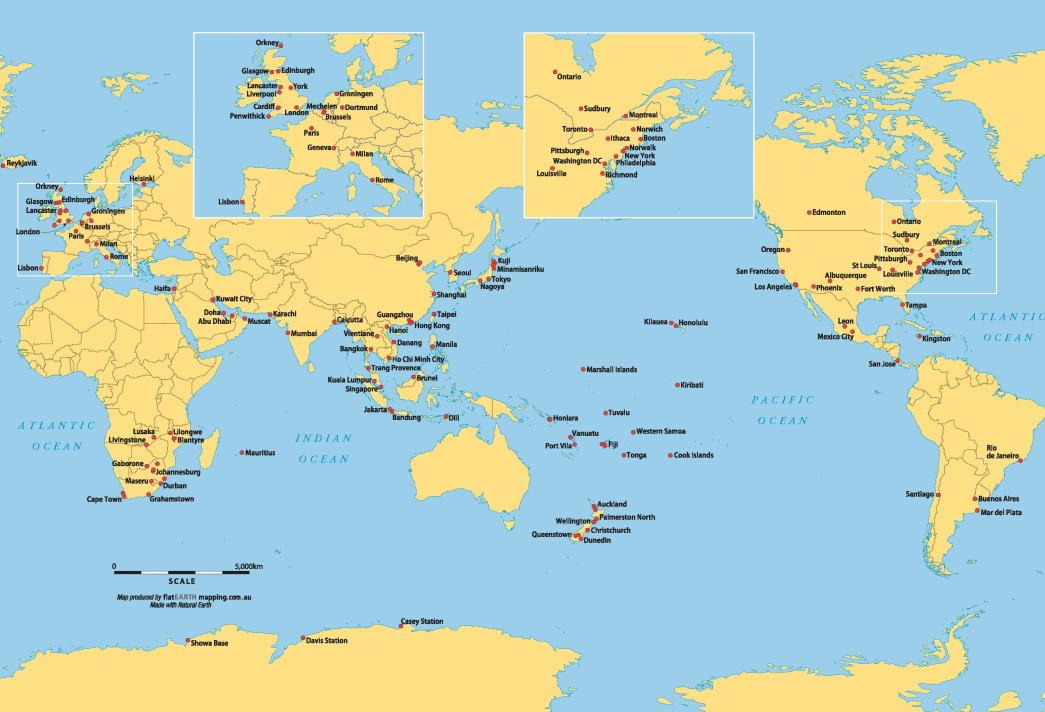 Orkney
Glasgow
Edinburgh
Lancaster
York
Liverpool
Groningen
Cardiff
Mechelen
Dortmund
Penwithick
London
Brussels
Paris
Geneva
Milan
Rome
Lisbon
Ontario
Sudbury
Montreal
Toronto
Norwich
Ithaca
Boston
Pittsburgh
Norwalk
New York
Washington DC
Philadelphia
Louisville
Richmond
Reykjavik
Helsinki
Orkney
Glasgow
Edinburgh
Lancaster
Groningen
London
Brussels
Paris
Milan
Rome
Lisbon
Haifa
Kuwait City
Doha
Abu Dhabi
Muscat
Karachi
Mumbai
Calcutta
Beijing
Seoul
Kuji
Minamisanriku
Tokyo
Nagoya
Shanghai
Guangzhou
Taipei
Hong Kong
Hanoi
Vientiane
Danang
Manila
Bangkok
Ho Chi Minh City
Trang Provence
Kuala Lumpur
Brunei
Singapore
Jakarta
Bandung
Dili
Kilauea
Honolulu
Marshall Islands
Kiribati
Honiara
Tuvalu
Vanuatu
Western Samoa
Port Vila
Fiji
Tonga
Cook Islands
Auckland
Wellington
Palmerston North
Christchurch
Queenstown
Dunedin
Edmonton
Ontario
Sudbury
Montreal
Oregon
Toronto
Boston
Pittsburgh
New York
St Louis
San Francisco
Albuquerque
Louisville
Washington DC
Los Angeles
Phoenix
Fort Worth
Tampa
Leon
Mexico City
Kingston
San Jose
Rio
de Janeiro
Santiago
Buenos Aires
Mar del Plata
Lusaka
Lilongwe
Livingstone
Blantyre
Mauritius
Gaborone
Johannesburg
Maseru
Durban
Cape Town
Grahamstown
ATLANTIC
OCEAN
INDIAN
OCEAN
PACIFIC
OCEAN
ATLANTIC
OCEAN
0
5,000km
SCALE
Map produced by flatEARTH mapping.com.au
Made with Natural Earth
Showa Base
Davis Station
Casey Station